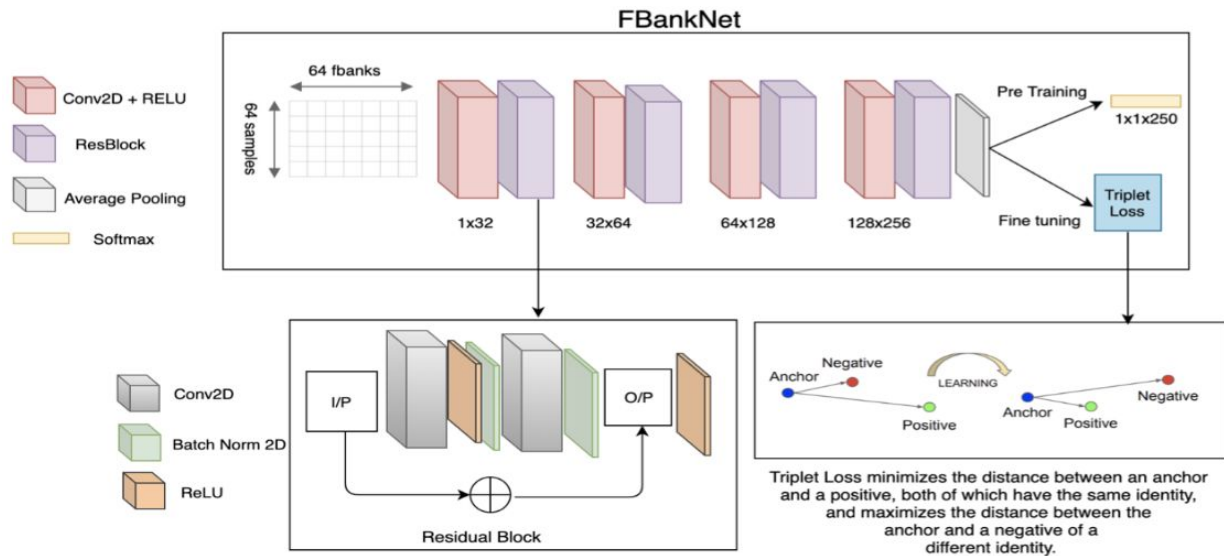 FBankNet
Conv2D + RELU
ResBlock
Average Pooling
Softmax
64 fbanks
64 samples
1x32
32x64
64x128
128x256
Pre Training
1x1x250
Fine tuning
Triplet
Loss
Conv2D
Batch Norm 2D
ReLU
I/P
O/P
Residual Block
Negative
Anchor
Positive
LEARNING
Anchor
Positive
Negative
Triplet Loss minimizes the distance between an anchor
and a positive, both of which have the same identity,
and maximizes the distance between the
anchor and a negative of a
different identity.